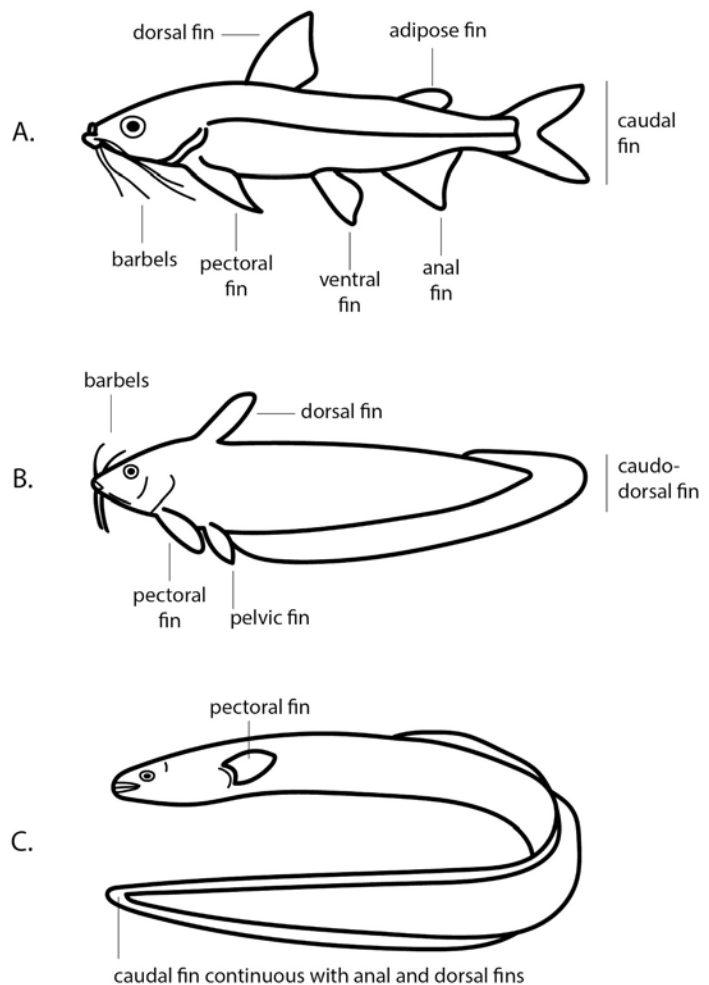 dorsal fin
adipose fin
A.
caudal
fin
barbels
pectoral
fin
ventral
fin
anal
fin
barbels
dorsal fin
B.
caudo-
dorsal fin
pectoral
fin
pelvic fin
pectoral fin
C.
caudal fin continuous with anal and dorsal fins